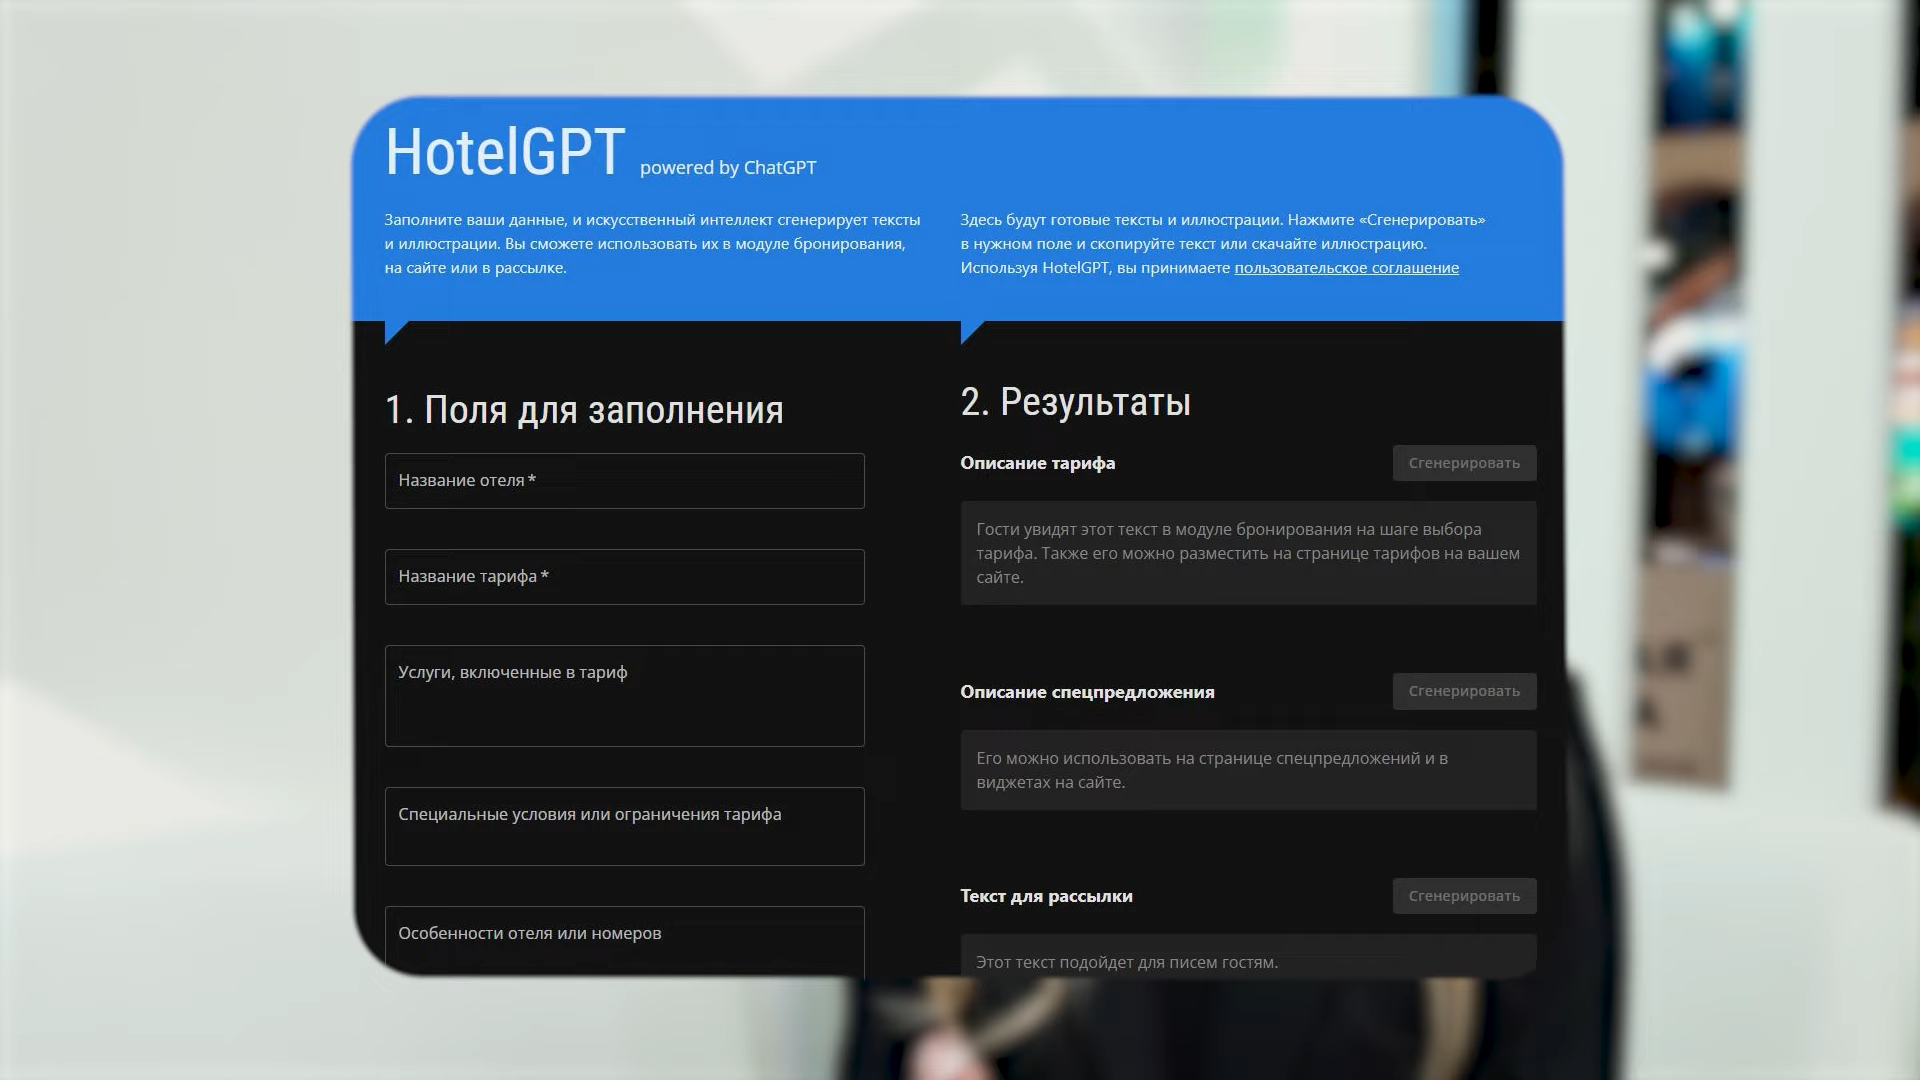 HotelGPT powered by ChatGPT
Заполните ваши данные, и искусственный интеллект сгенерирует тексты
и иллюстрации. Вы сможете использовать их в модуле бронирования,
на сайте или в рассылке.
Здесь будут готовые тексты и иллюстрации. Нажмите «Сгенерировать»
в нужном поле и скопируйте текст или скачайте иллюстрацию.
Используя HotelGPT, вы принимаете пользовательское соглашение
1. Поля для заполнения
Название отеля *
Название тарифа *
Услуги, включенные в тариф
Специальные условия или ограничения тарифа
Особенности отеля или номеров
2. Результаты
Описание тарифа
Сгенерировать
Гости увидят этот текст в модуле бронирования на шаге выбора
тарифа. Также его можно разместить на странице тарифов на вашем
сайте.
Описание спецпредложения
Сгенерировать
Его можно использовать на странице спецпредложений и в
виджетах на сайте.
Текст для рассылки
Сгенерировать
Этот текст подойдет для писем гостям.